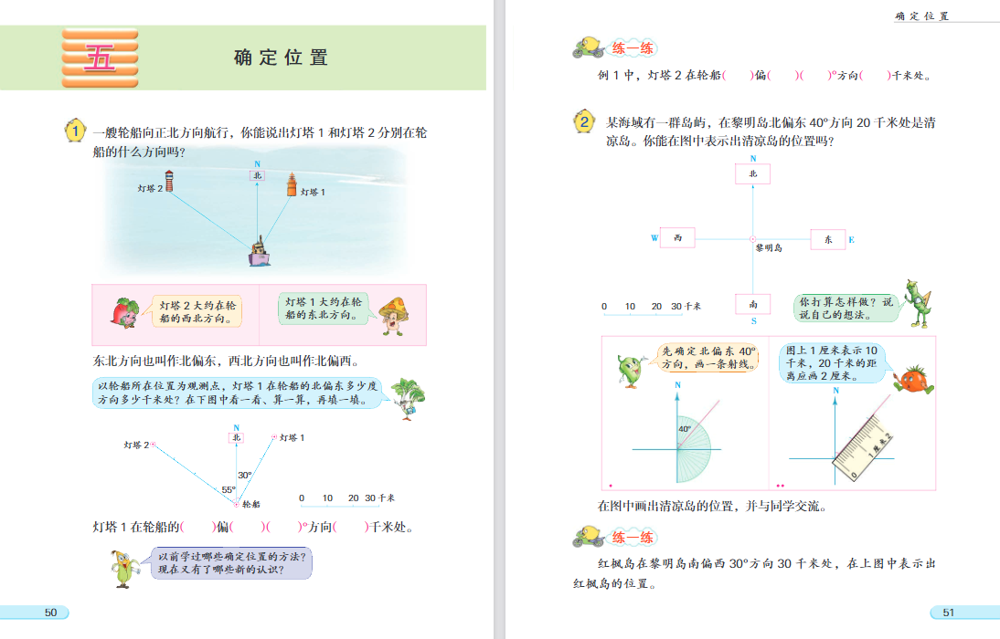 五
确定位置
1
一艘轮船向正北方向航行，你能说出灯塔 1 和灯塔 2 分别在轮
船的什么方向吗？
N
北
灯塔 2
灯塔 1
灯塔 2 大约在轮
船的西北方向。
灯塔 1 大约在轮
船的东北方向。
东北方向也叫作北偏东，西北方向也叫作北偏西。
以轮船所在位置为观测点，灯塔 1 在轮船的北偏东多少度
方向多少千米处？在下图中看一看、算一算，再填一填。
N
北
灯塔 2
灯塔 1
30°
55°
轮船
0 10 20 30 千米
灯塔 1 在轮船的( )偏( )( )°方向( )千米处。
以前学过哪些确定位置的方法？
现在又有了哪些新的认识？
50
确定位置
练一练
例 1 中，灯塔 2 在轮船( )偏( )( )°方向( )千米处。
2
某海域有一群岛屿，在黎明岛北偏东 40°方向 20 千米处是清
凉岛。你能在图中表示出清凉岛的位置吗？
N
北
W 西
东 E
黎明岛
南
S
0 10 20 30 千米
你打算怎样做？说
说自己的想法。
先确定北偏东 40°
方向，画一条射线。
N
40°
图上 1 厘米表示 10
千米，20 千米的距
离应画 2 厘米。
N
0 1厘米 2
在图中画出清凉岛的位置，并与同学交流。
练一练
红枫岛在黎明岛南偏西 30°方向 30 千米处，在上图中表示出
红枫岛的位置。
51